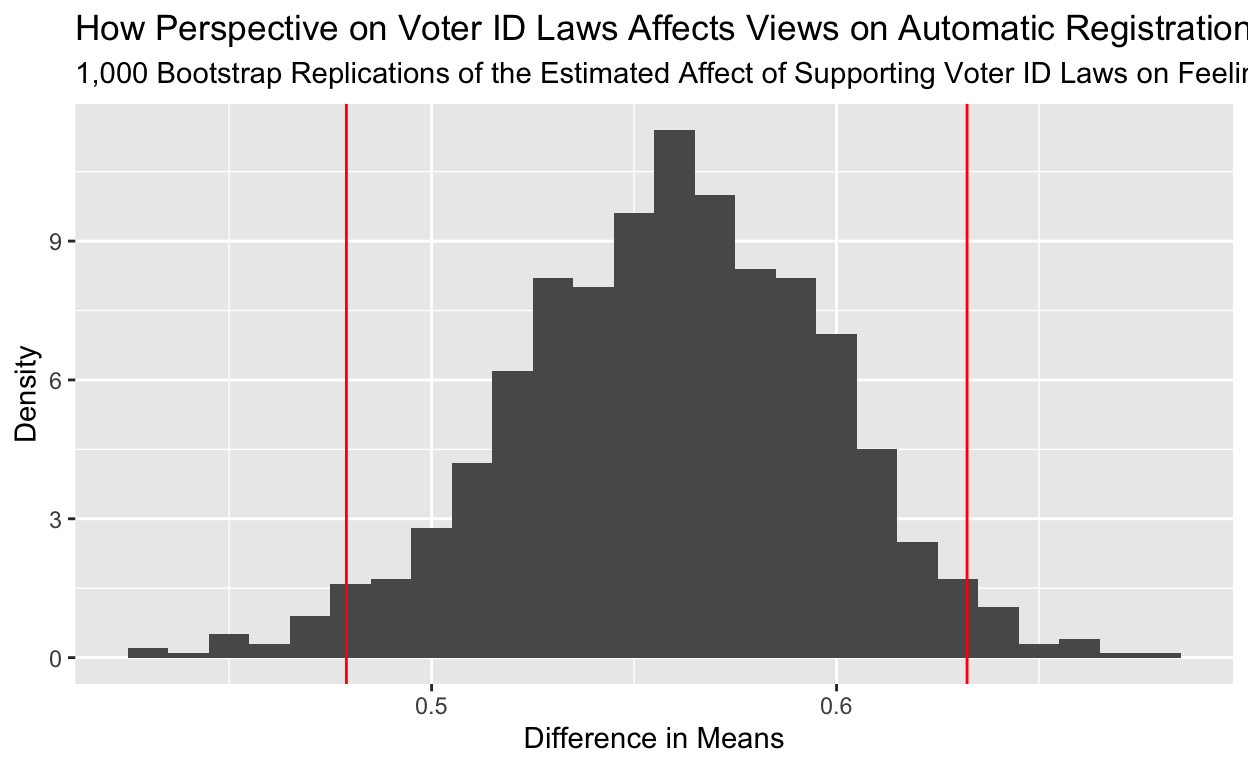 How Perspective on Voter ID Laws Affects Views on Automatic Registration
1,000 Bootstrap Replications of the Estimated Affect of Supporting Voter ID Laws on
9
6
3
0
Density
0.5
0.6
Difference in Means